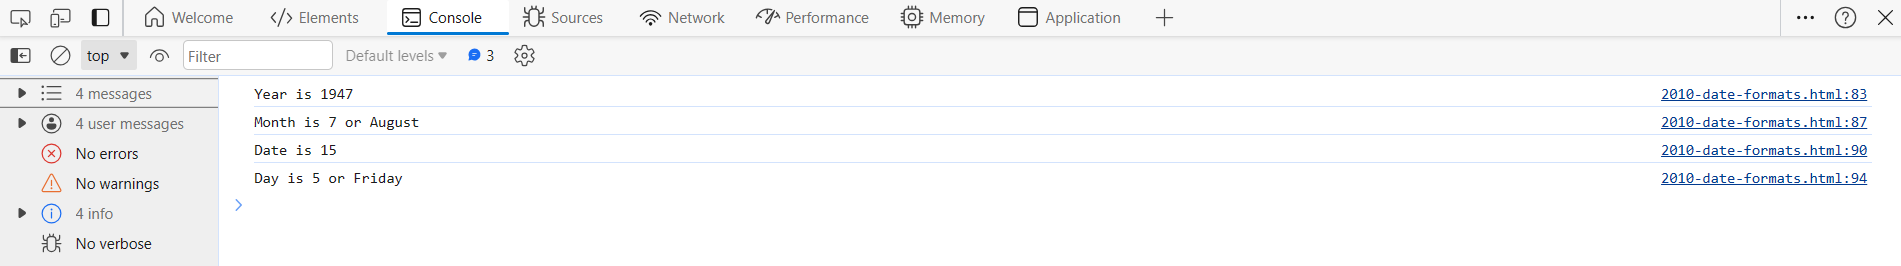 Welcome Elements Console Sources Network Performance Memory Application
top Filter Default levels 3
4 messages
4 user messages
No errors
No warnings
4 info
No verbose
Year is 1947 2010-date-formats.html:83
Month is 7 or August 2010-date-formats.html:87
Date is 15 2010-date-formats.html:90
Day is 5 or Friday 2010-date-formats.html:94